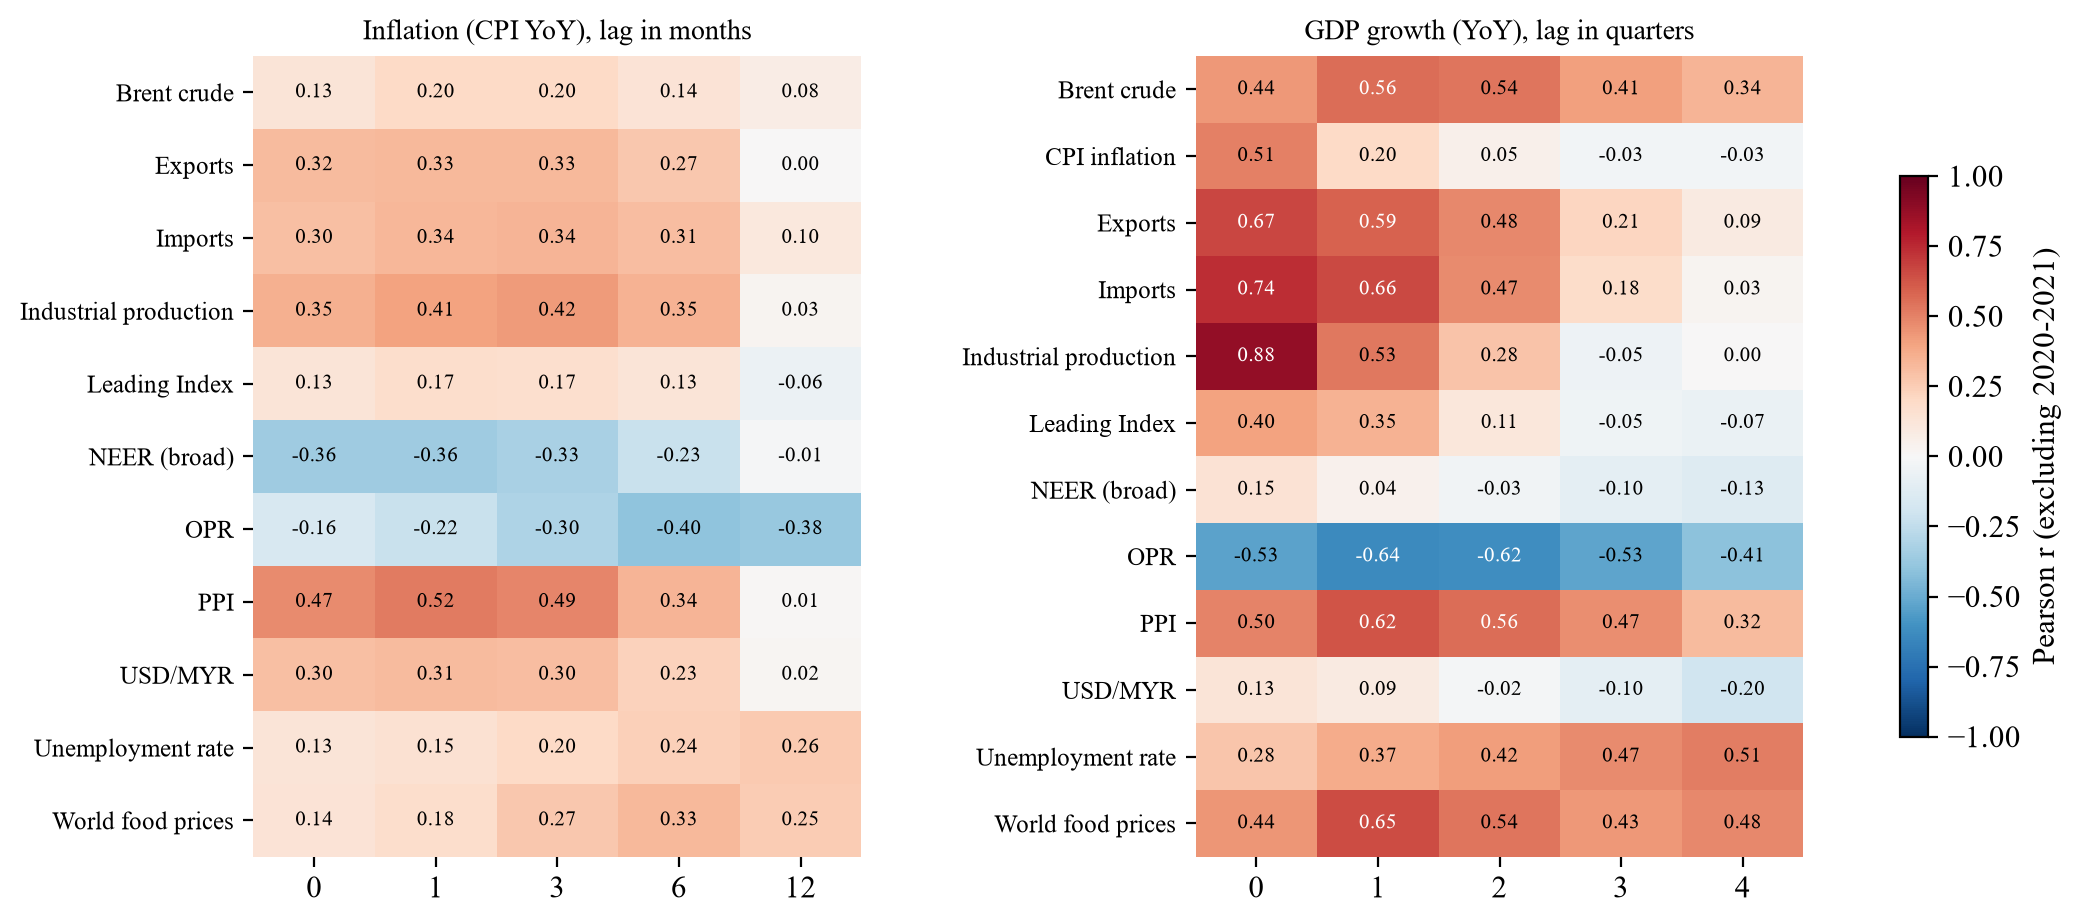 Inflation (CPI YoY), lag in months
Brent crude 0.13 0.20 0.20 0.14 0.08
Exports 0.32 0.33 0.33 0.27 0.00
Imports 0.30 0.34 0.34 0.31 0.10
Industrial production 0.35 0.41 0.42 0.35 0.03
Leading Index 0.13 0.17 0.17 0.13 -0.06
NEER (broad) -0.36 -0.36 -0.33 -0.23 -0.01
OPR -0.16 -0.22 -0.30 -0.40 -0.38
PPI 0.47 0.52 0.49 0.34 0.01
USD/MYR 0.30 0.31 0.30 0.23 0.02
Unemployment rate 0.13 0.15 0.20 0.24 0.26
World food prices 0.14 0.18 0.27 0.33 0.25
0 1 3 6 12
GDP growth (YoY), lag in quarters
Brent crude 0.44 0.56 0.54 0.41 0.34
CPI inflation 0.51 0.20 0.05 -0.03 -0.03
Exports 0.67 0.59 0.48 0.21 0.09
Imports 0.74 0.66 0.47 0.18 0.03
Industrial production 0.88 0.53 0.28 -0.05 0.00
Leading Index 0.40 0.35 0.11 -0.05 -0.07
NEER (broad) 0.15 0.04 -0.03 -0.10 -0.13
OPR -0.53 -0.64 -0.62 -0.53 -0.41
PPI 0.50 0.62 0.56 0.47 0.32
USD/MYR 0.13 0.09 -0.02 -0.10 -0.20
Unemployment rate 0.28 0.37 0.42 0.47 0.51
World food prices 0.44 0.65 0.54 0.43 0.48
0 1 2 3 4
1.00
0.75
0.50
0.25
0.00
−0.25
−0.50
−0.75
−1.00
Pearson r (excluding 2020-2021)